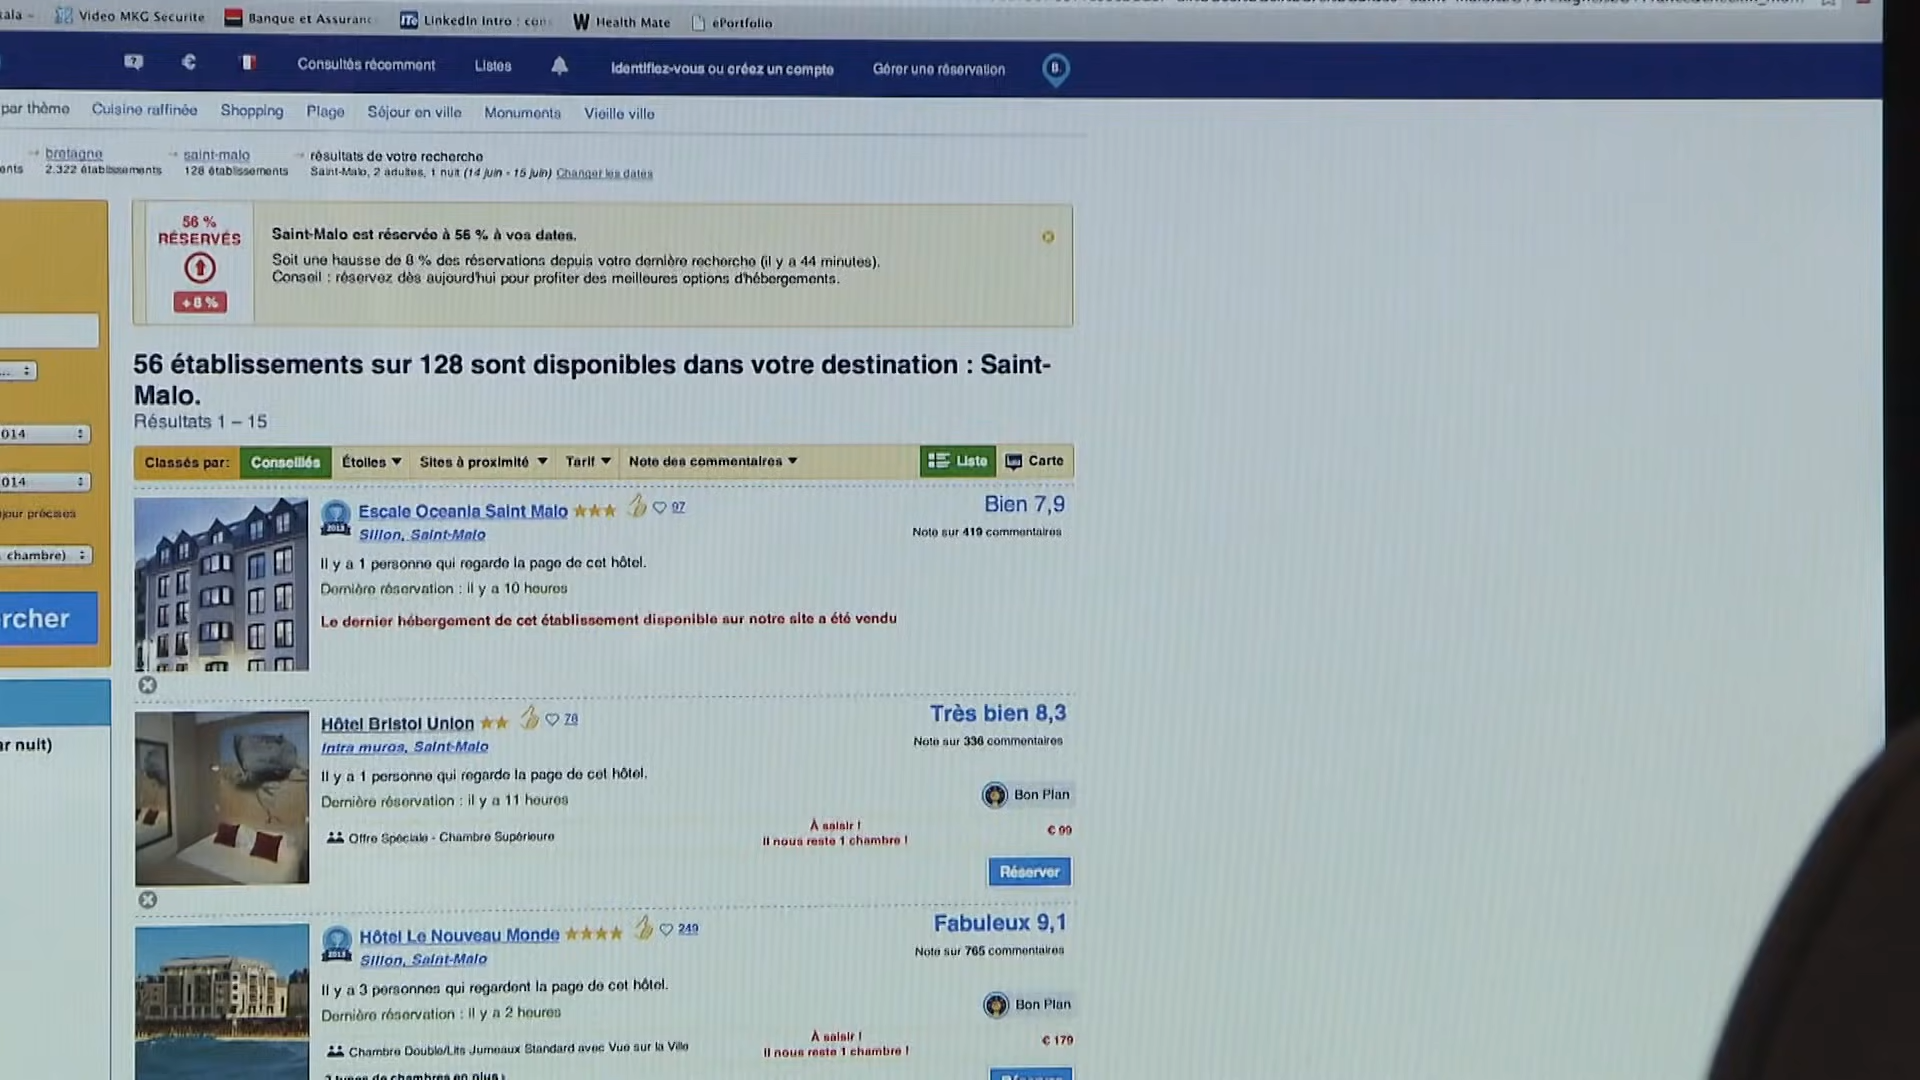 Video MKG Securite
Banque et Assuranc
LinkedIn Intro : con
Health Mate
ePortfolio
Consultés récemment
Listes
Identifiez-vous ou créez un compte
Gérer une réservation
par thème
Cuisine raffinée
Shopping
Plage
Séjour en ville
Monuments
Vieille ville
bretagne
saint-malo
résultats de votre recherche
2.322 établissements
128 établissements
Saint-Malo, 2 adultes, 1 nuit (14 juin - 15 juin) Changer les dates
56 %
RÉSERVÉS
+8 %
Saint-Malo est réservée à 56 % à vos dates.
Soit une hausse de 8 % des réservations depuis votre dernière recherche (il y a 44 minutes).
Conseil : réservez dès aujourd'hui pour profiter des meilleures options d'hébergements.
56 établissements sur 128 sont disponibles dans votre destination : Saint-
Malo.
Résultats 1 – 15
014
014
jour précises
chambre)
rcher
r nuit)
Classés par:
Conseillés
Étoiles
Sites à proximité
Tarif
Note des commentaires
Liste
Carte
Escale Oceania Saint Malo
97
Bien 7,9
Sillon, Saint-Malo
Note sur 419 commentaires
Il y a 1 personne qui regarde la page de cet hôtel.
Dernière réservation : il y a 10 heures
Le dernier hébergement de cet établissement disponible sur notre site a été vendu
Hôtel Bristol Union
78
Très bien 8,3
Intra muros, Saint-Malo
Note sur 336 commentaires
Il y a 1 personne qui regarde la page de cet hôtel.
Dernière réservation : il y a 11 heures
Bon Plan
Offre Spéciale - Chambre Supérieure
À saisir !
Il nous reste 1 chambre !
€ 99
Réserver
Hôtel Le Nouveau Monde
249
Fabuleux 9,1
Sillon, Saint-Malo
Note sur 765 commentaires
Il y a 3 personnes qui regardent la page de cet hôtel.
Dernière réservation : il y a 2 heures
Bon Plan
Chambre Double/Lits Jumeaux Standard avec Vue sur la Ville
À saisir !
Il nous reste 1 chambre !
€ 179